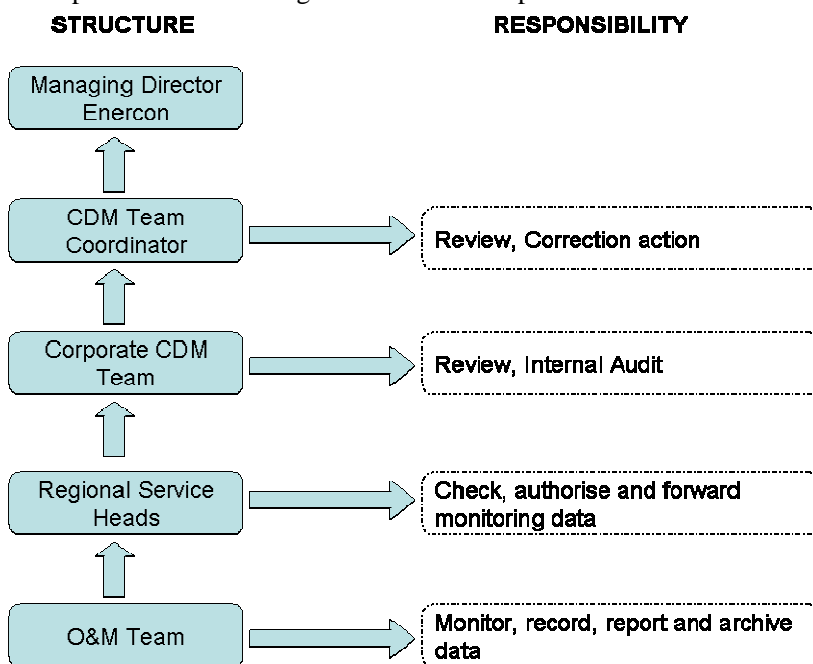 STRUCTURE RESPONSIBILITY
Managing Director
Enercon
CDM Team
Coordinator
Review, Correction action
Corporate CDM
Team
Review, Internal Audit
Regional Service
Heads
Check, authorise and forward
monitoring data
O&M Team
Monitor, record, report and archive
data